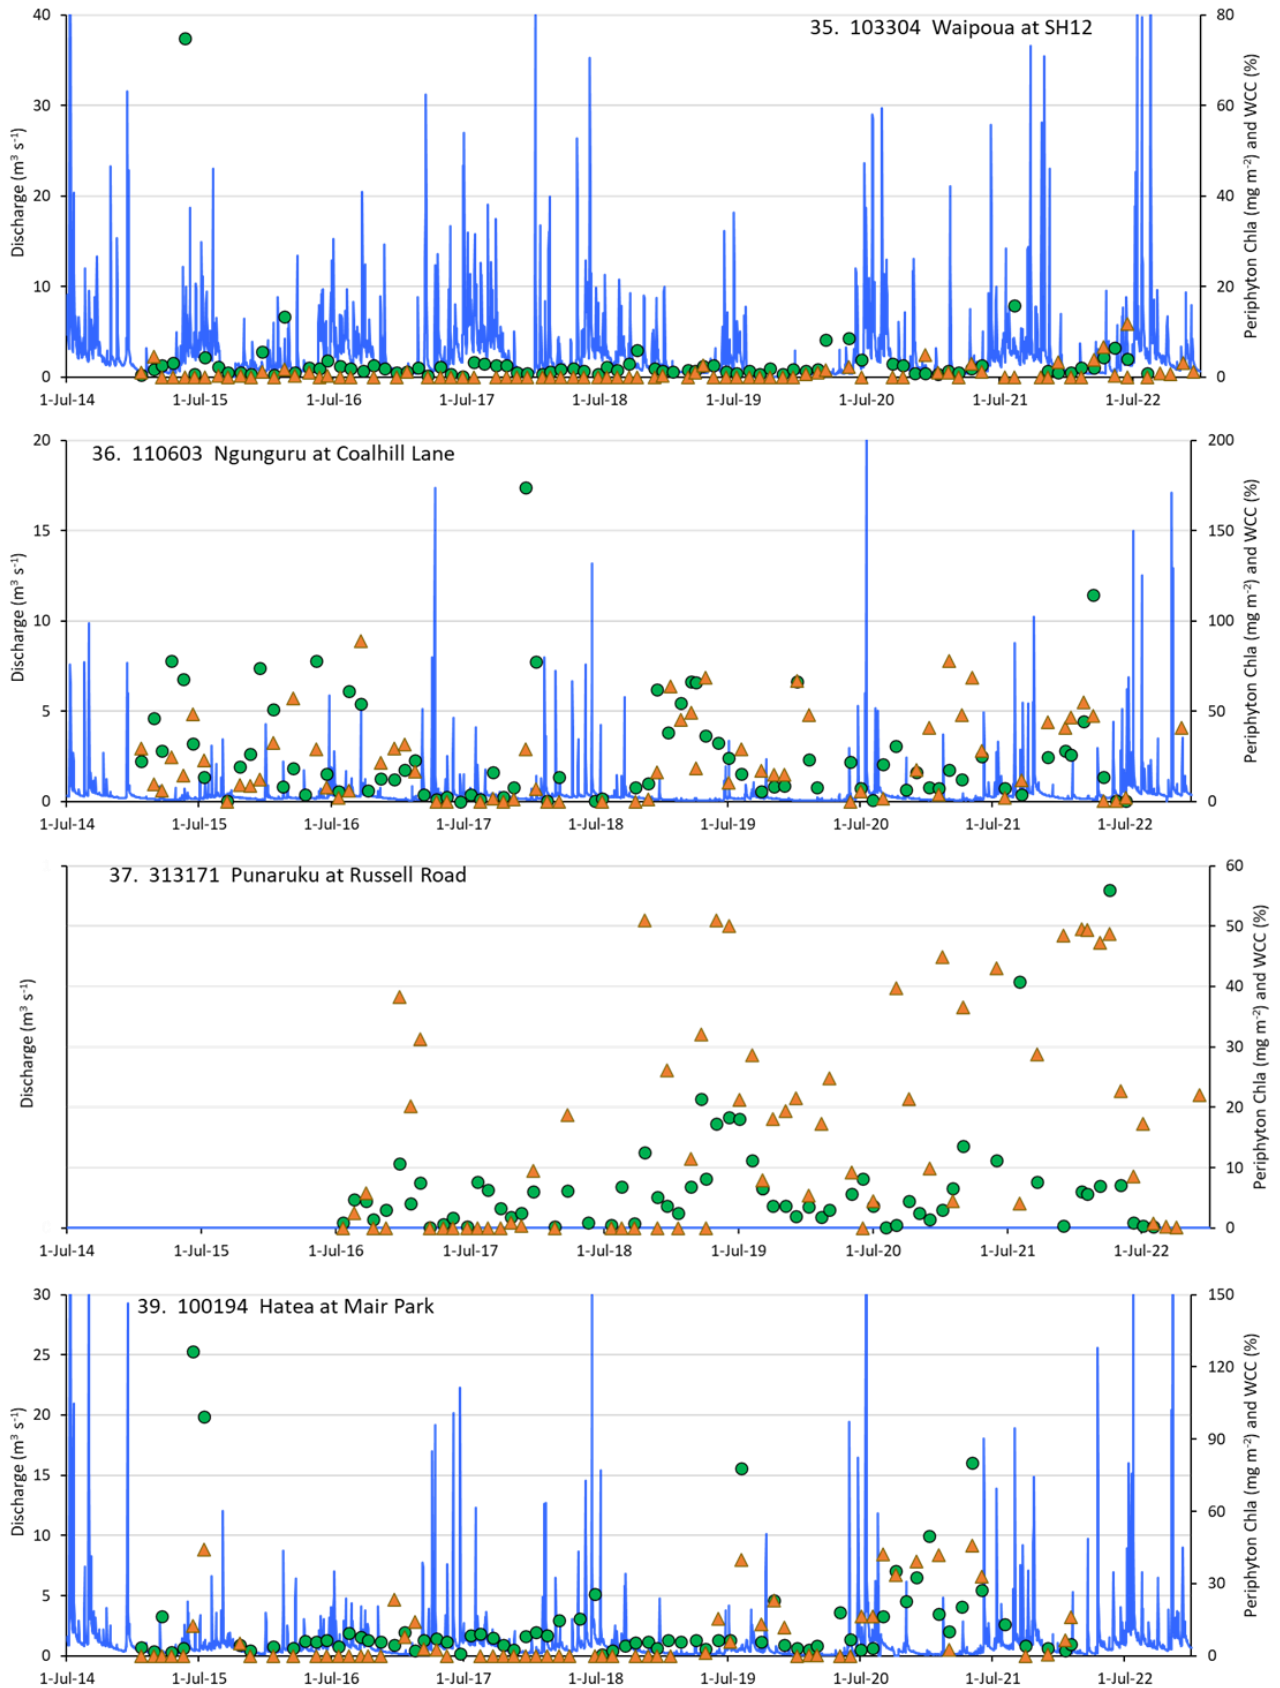 35. 103304 Waipoua at SH12
Discharge (m³ s⁻¹)
40
30
20
10
0
80
60
40
20
0
Periphyton Chla (mg m⁻²) and WCC (%)
1-Jul-14 1-Jul-15 1-Jul-16 1-Jul-17 1-Jul-18 1-Jul-19 1-Jul-20 1-Jul-21 1-Jul-22
36. 110603 Ngunguru at Coalhill Lane
Discharge (m³ s⁻¹)
20
15
10
5
0
200
150
100
50
0
Periphyton Chla (mg m⁻²) and WCC (%)
1-Jul-14 1-Jul-15 1-Jul-16 1-Jul-17 1-Jul-18 1-Jul-19 1-Jul-20 1-Jul-21 1-Jul-22
37. 313171 Punaruku at Russell Road
Discharge (m³ s⁻¹)
60
50
40
30
20
10
0
Periphyton Chla (mg m⁻²) and WCC (%)
1-Jul-14 1-Jul-15 1-Jul-16 1-Jul-17 1-Jul-18 1-Jul-19 1-Jul-20 1-Jul-21 1-Jul-22
39. 100194 Hatea at Mair Park
Discharge (m³ s⁻¹)
30
25
20
15
10
5
0
150
120
90
60
30
0
Periphyton Chla (mg m⁻²) and WCC (%)
1-Jul-14 1-Jul-15 1-Jul-16 1-Jul-17 1-Jul-18 1-Jul-19 1-Jul-20 1-Jul-21 1-Jul-22